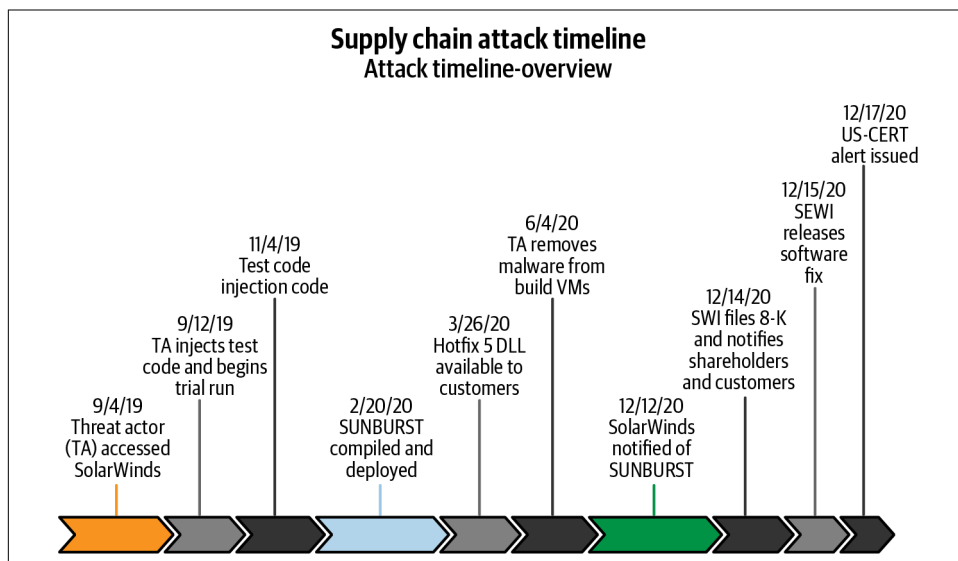 Supply chain attack timeline
Attack timeline-overview
9/4/19
Threat actor
(TA) accessed
SolarWinds
9/12/19
TA injects test
code and begins
trial run
11/4/19
Test code
injection code
2/20/20
SUNBURST
compiled and
deployed
3/26/20
Hotfix 5 DLL
available to
customers
6/4/20
TA removes
malware from
build VMs
12/12/20
SolarWinds
notified of
SUNBURST
12/14/20
SWI files 8-K
and notifies
shareholders
and customers
12/15/20
SEWI
releases
software
fix
12/17/20
US-CERT
alert issued